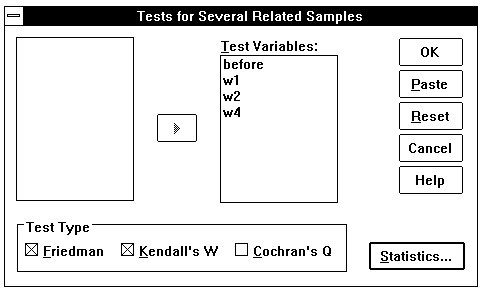 Tests for Several Related Samples
Test Variables:
before
w1
w2
w4
OK
Paste
Reset
Cancel
Help
Test Type
Friedman
Kendall's W
Cochran's Q
Statistics...